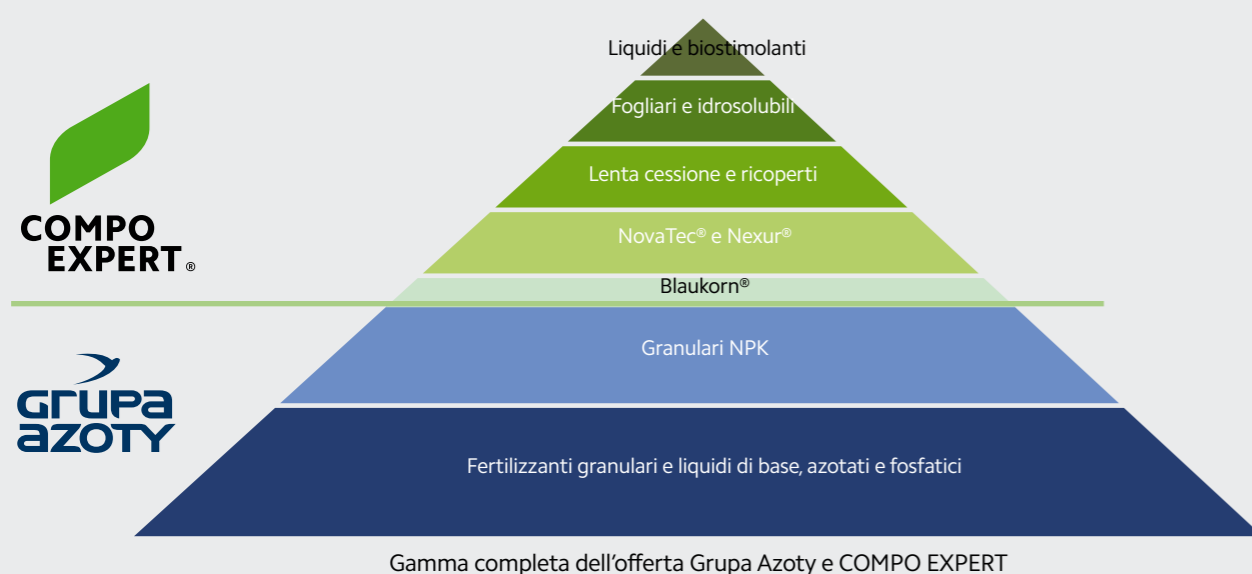 Liquidi e biostimolanti
Fogliari e idrosolubili
Lenta cessione e ricoperti
NovaTec® e Nexur®
Blaukorn®
COMPO
EXPERT®
Granulari NPK
GRUPA
AZOTY
Fertilizzanti granulari e liquidi di base, azotati e fosfatici
Gamma completa dell'offerta Grupa Azoty e COMPO EXPERT